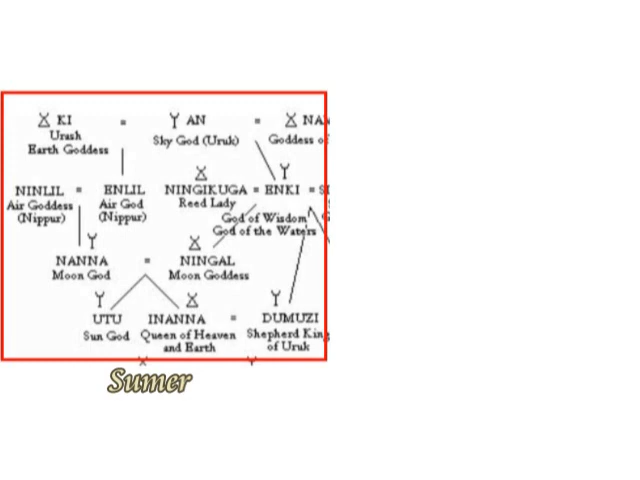 KI = AN = NA
Urash
Earth Goddess
Sky God (Uruk)
Goddess of
NINLIL = ENLIL
Air Goddess
(Nippur)
Air God
(Nippur)
NINGIKUGA = ENKI =
Reed Lady
God of Wisdom
God of the Waters
NANNA = NINGAL
Moon God
Moon Goddess
UTU
Sun God
INANNA = DUMUZI
Queen of Heaven
and Earth
Shepherd King
of Uruk
Sumer